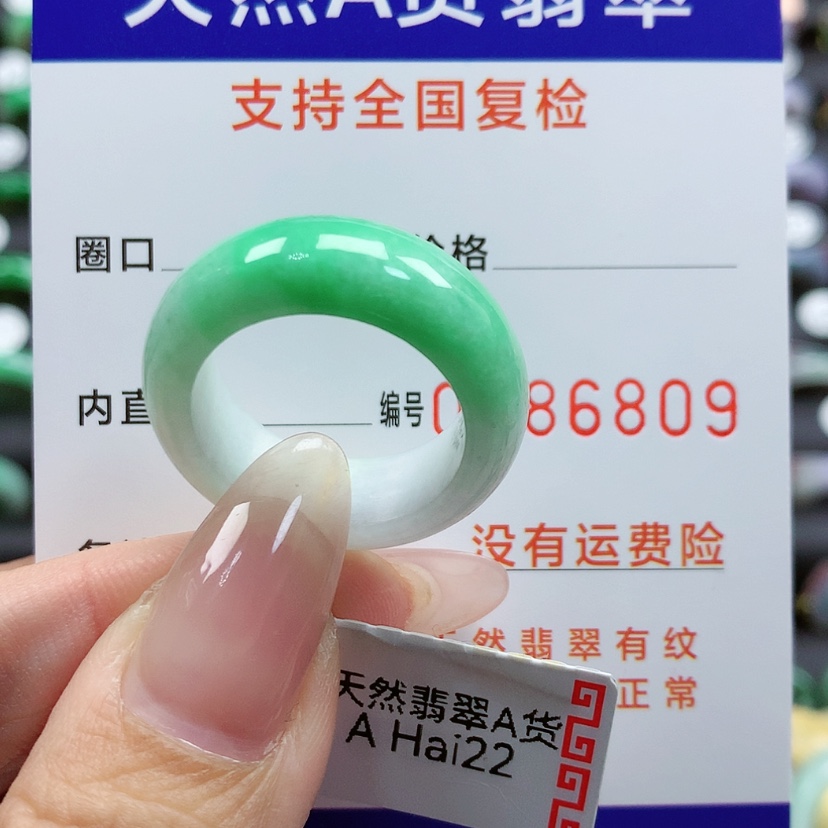 天然A货翡翠
支持全国复检
圈口 价格
内直 编号0 86809
没有运费险
然翡翠有纹
正常
天然翡翠A货
A Hai22